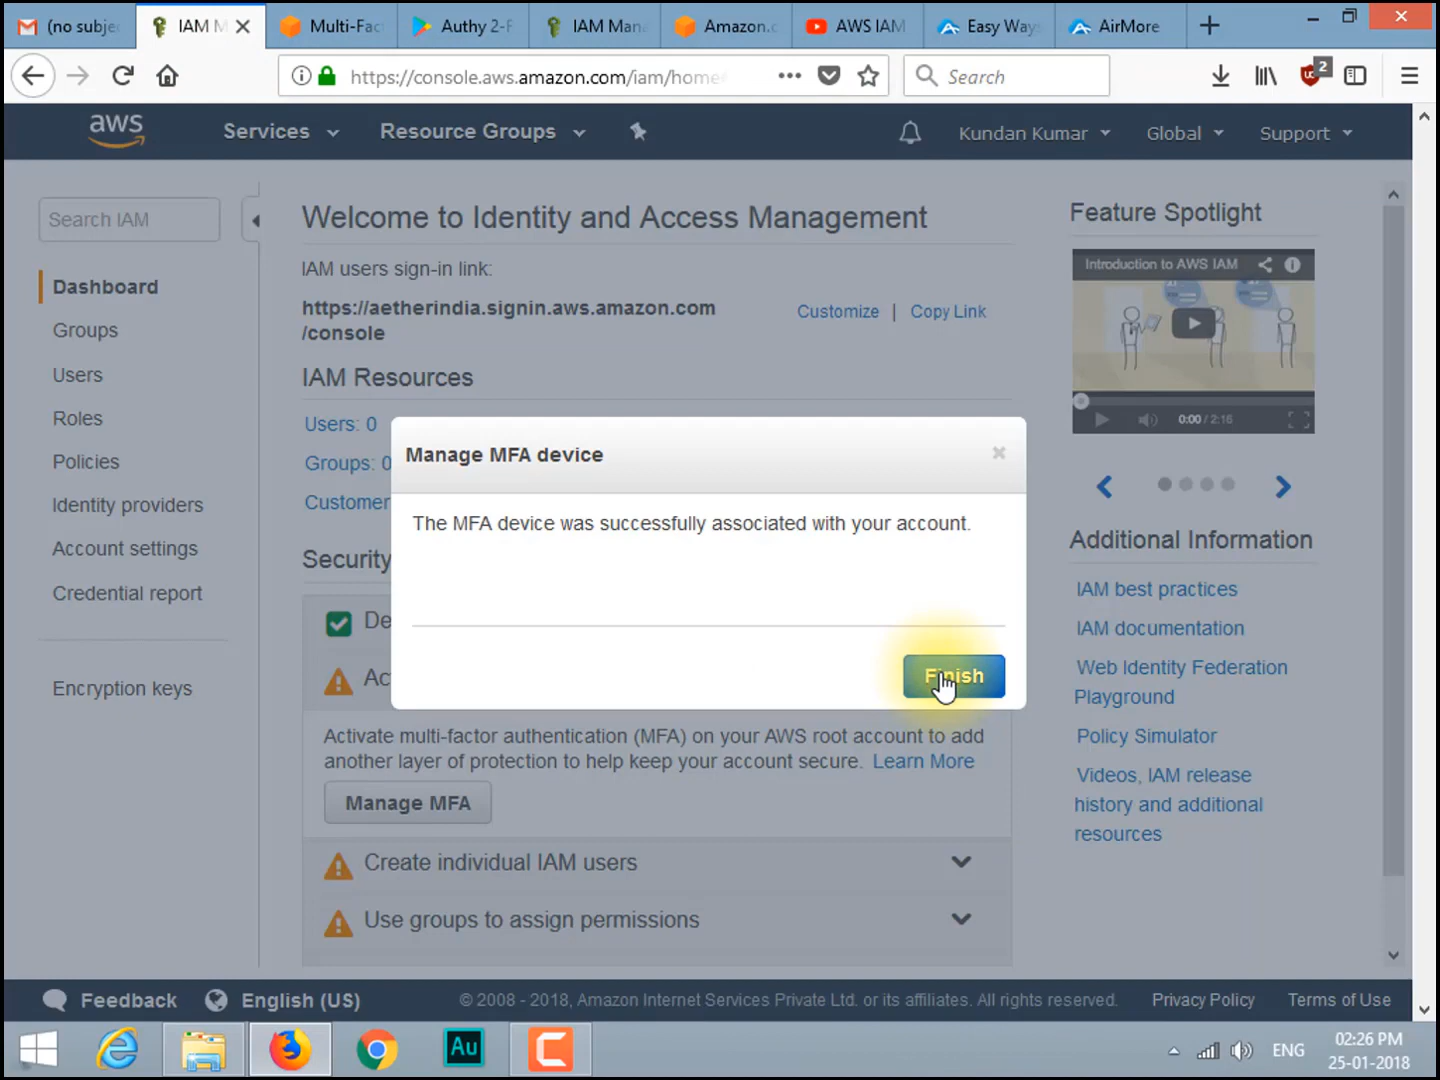 (no subje
IAM M
Multi-Fac
Authy 2-F
IAM Man
Amazon.c
AWS IAM
Easy Way
AirMore
https://console.aws.amazon.com/iam/home
Search
2
aws
Services
Resource Groups
Kundan Kumar
Global
Support
Search IAM
Dashboard
Groups
Users
Roles
Policies
Identity providers
Account settings
Credential report
Encryption keys
Welcome to Identity and Access Management
IAM users sign-in link:
https://aetherindia.signin.aws.amazon.com
/console
Customize | Copy Link
IAM Resources
Users: 0
Groups: 0
Customer
Security
De
Ac
Manage MFA device
The MFA device was successfully associated with your account.
Finish
Activate multi-factor authentication (MFA) on your AWS root account to add
another layer of protection to help keep your account secure. Learn More
Manage MFA
Create individual IAM users
Use groups to assign permissions
Feature Spotlight
Introduction to AWS IAM
0:00 / 2:16
Additional Information
IAM best practices
IAM documentation
Web Identity Federation
Playground
Policy Simulator
Videos, IAM release
history and additional
resources
Feedback
English (US)
© 2008 - 2018, Amazon Internet Services Private Ltd. or its affiliates. All rights reserved.
Privacy Policy
Terms of Use
Au
ENG
02:26 PM
25-01-2018